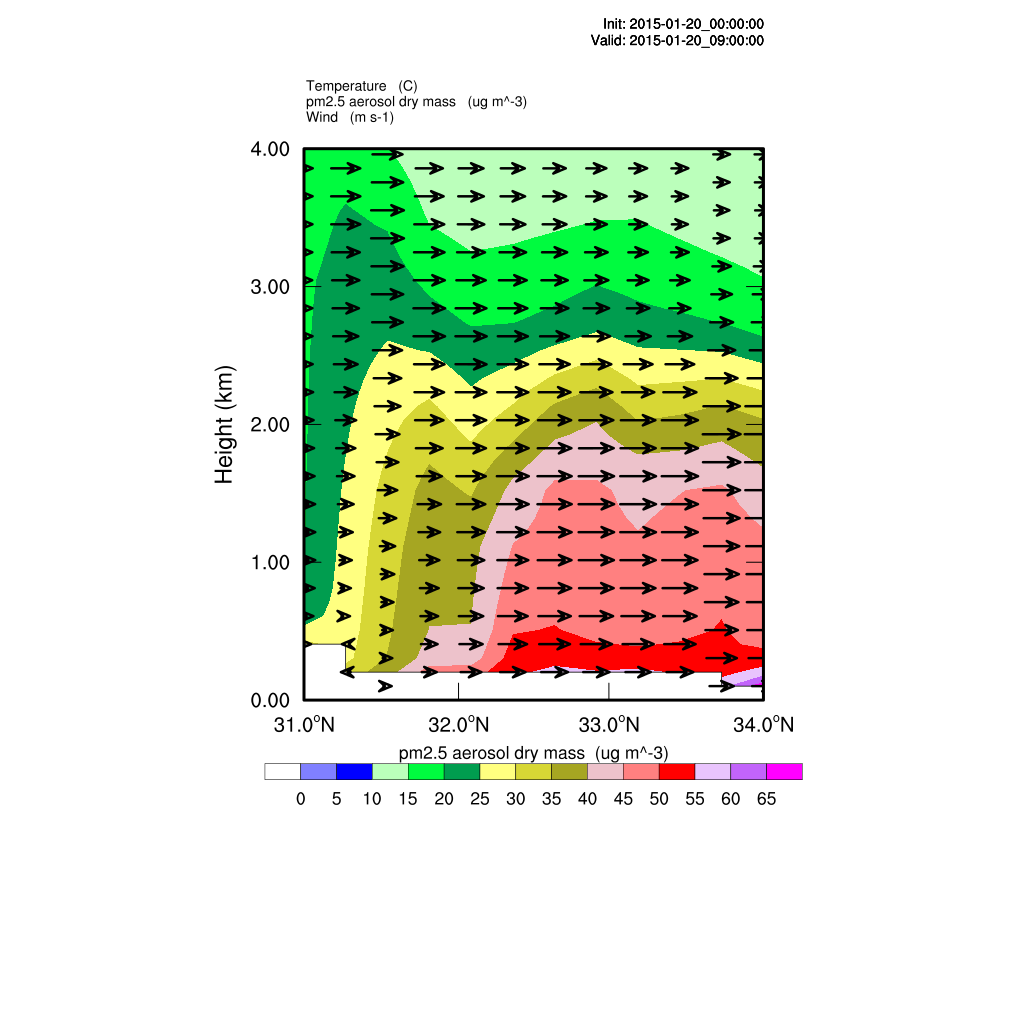 Init: 2015-01-20_00:00:00
Valid: 2015-01-20_09:00:00
Temperature (C)
pm2.5 aerosol dry mass (ug m^-3)
Wind (m s-1)
4.00
3.00
2.00
1.00
0.00
Height (km)
31.0°N 32.0°N 33.0°N 34.0°N
pm2.5 aerosol dry mass (ug m^-3)
0 5 10 15 20 25 30 35 40 45 50 55 60 65